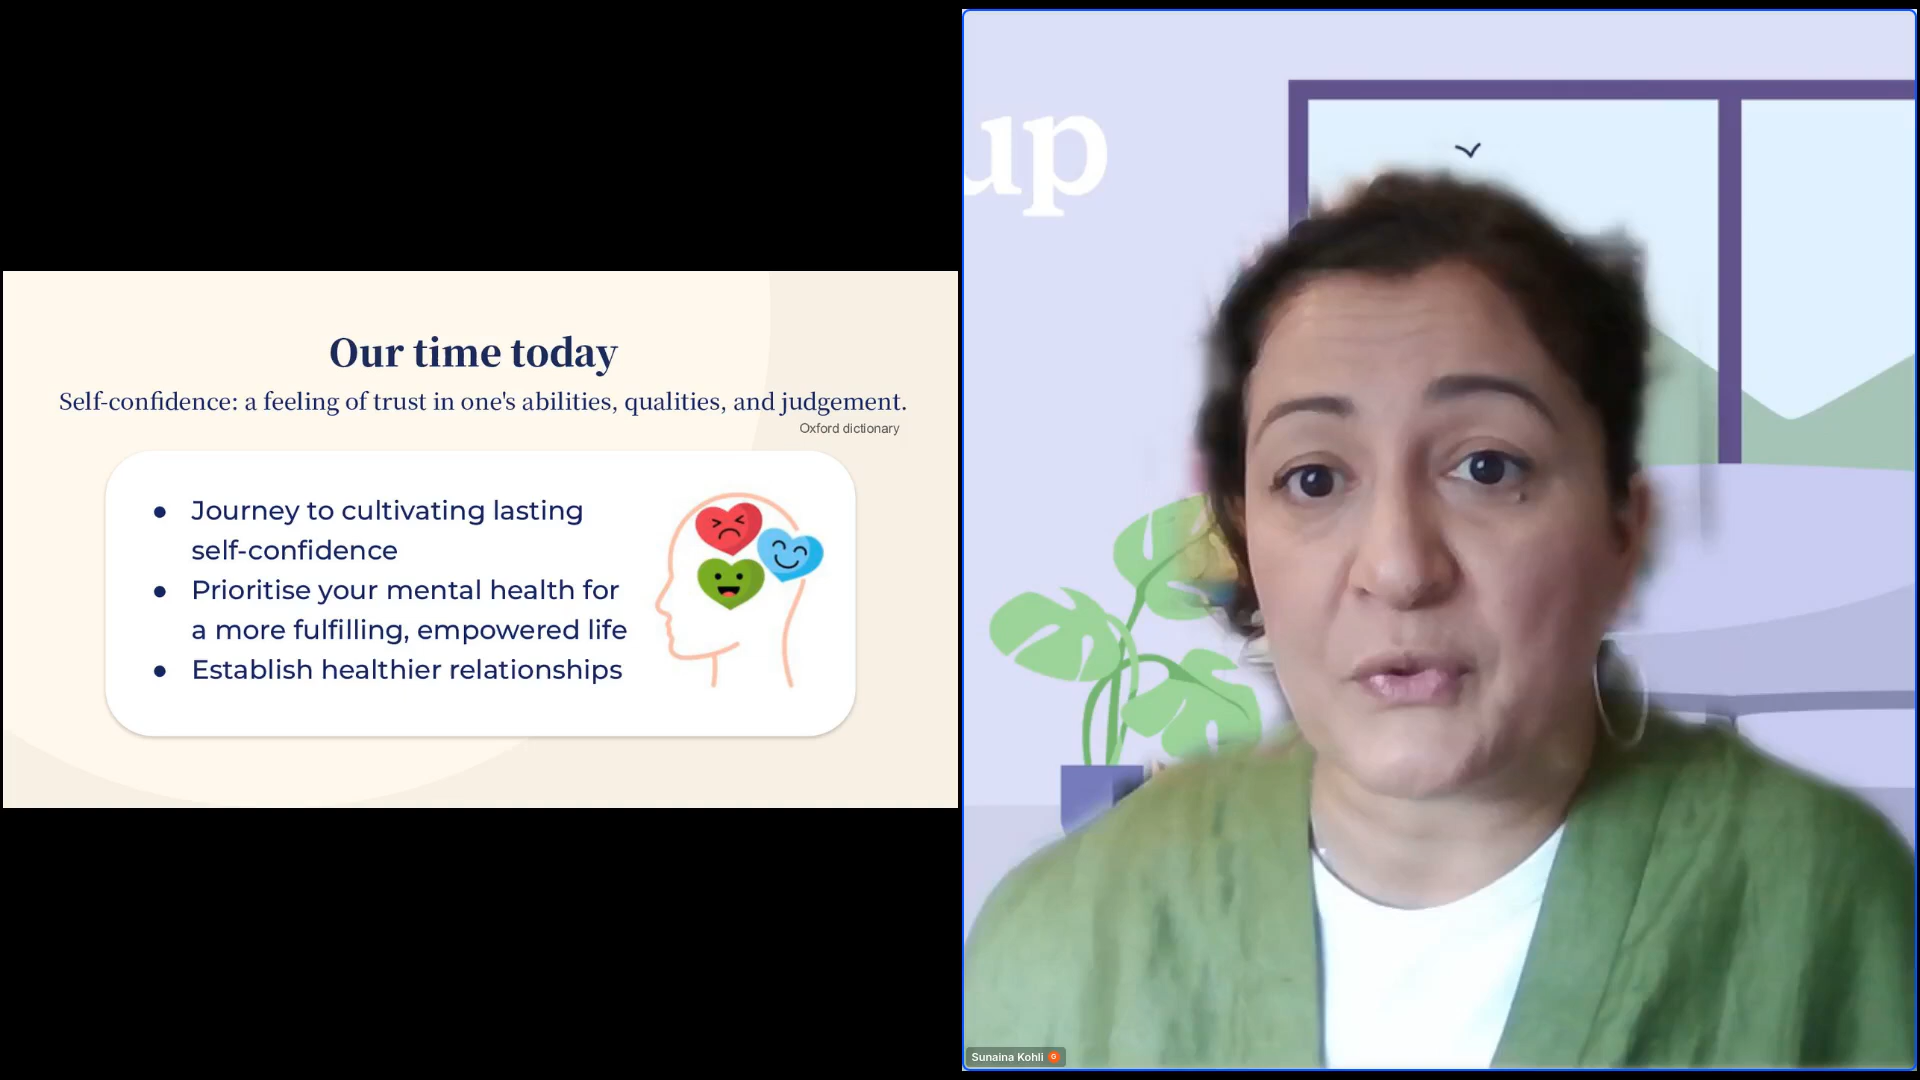 Our time today
Self-confidence: a feeling of trust in one's abilities, qualities, and judgement.
Oxford dictionary
● Journey to cultivating lasting
self-confidence
● Prioritise your mental health for
a more fulfilling, empowered life
● Establish healthier relationships
up
Sunaina Kohli